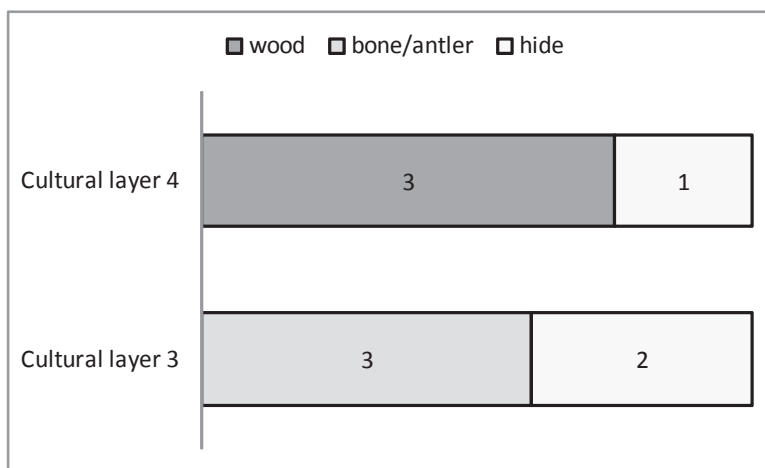 wood bone/antler hide
Cultural layer 4 3 1
Cultural layer 3 3 2